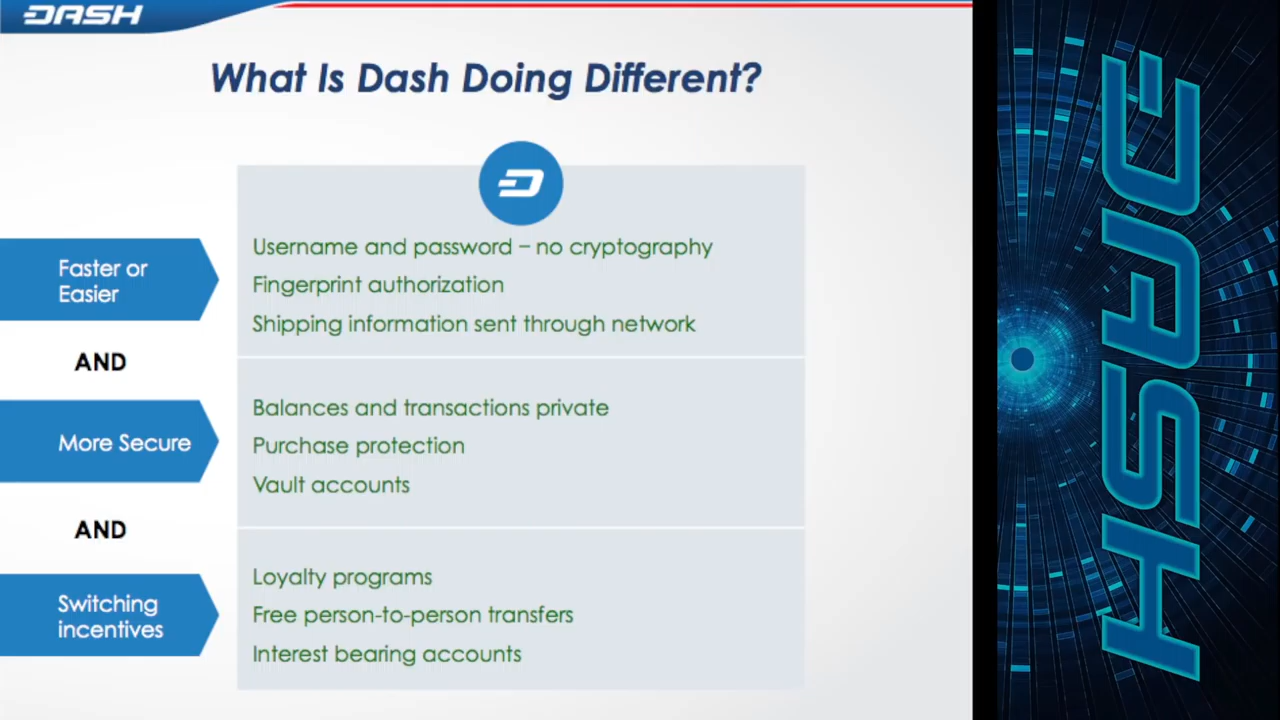 DASH
What Is Dash Doing Different?
Faster or
Easier
Username and password – no cryptography
Fingerprint authorization
Shipping information sent through network
AND
More Secure
Balances and transactions private
Purchase protection
Vault accounts
AND
Switching
incentives
Loyalty programs
Free person-to-person transfers
Interest bearing accounts
DASH